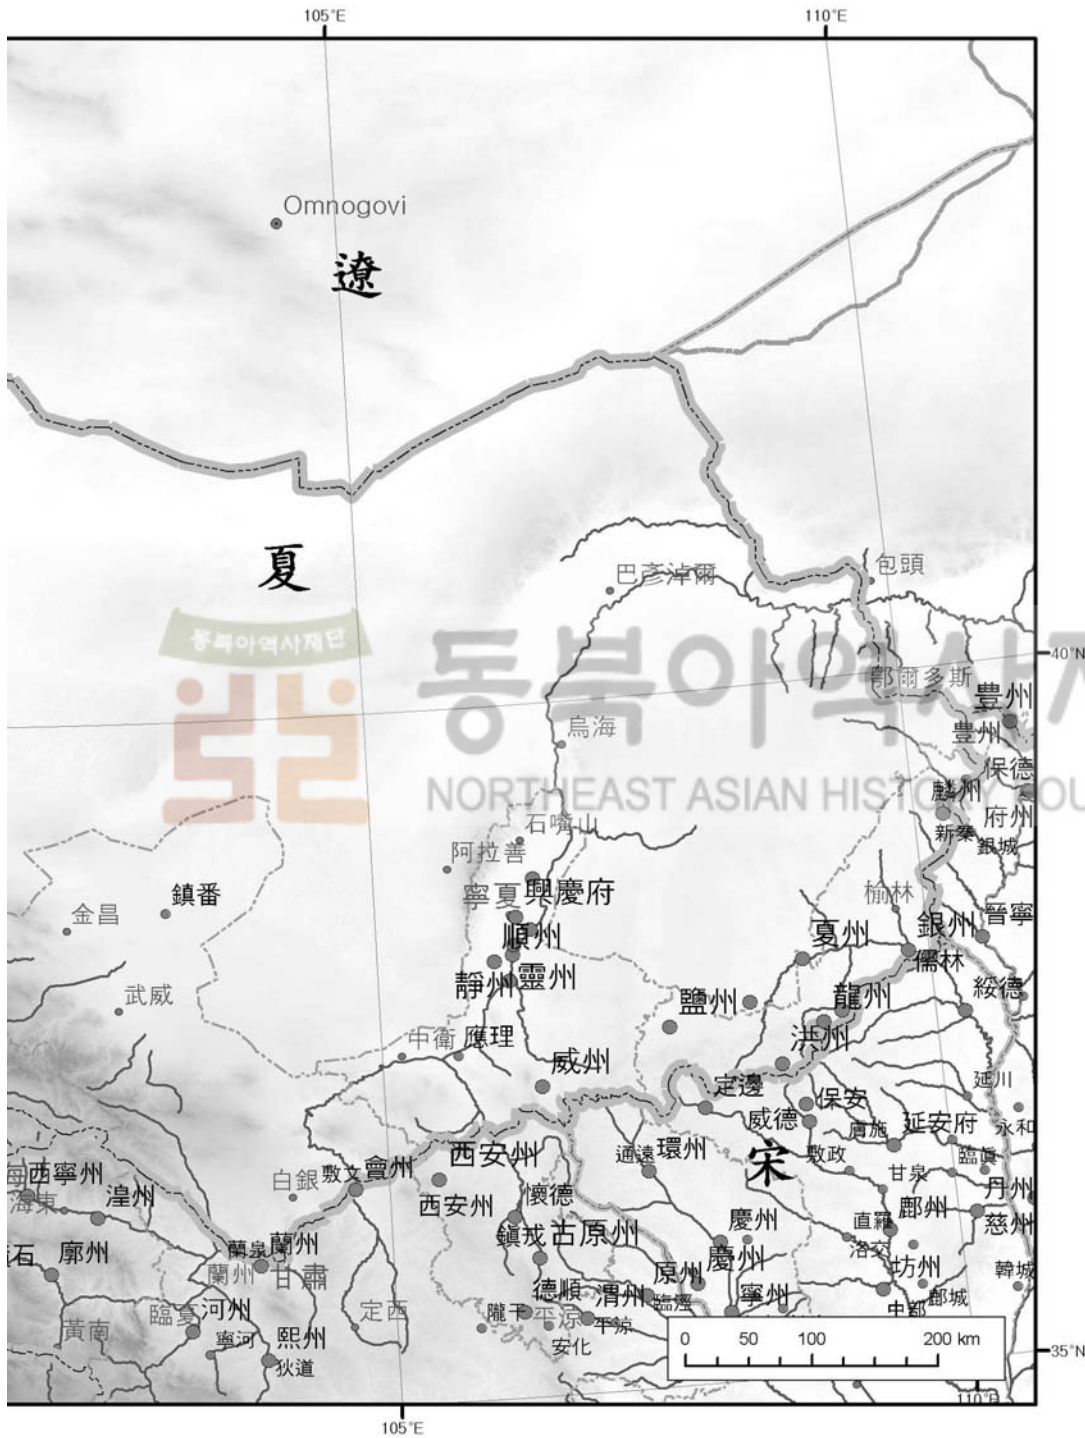 105°E
110°E
Omnogovi
遼
夏
巴彥淖爾
包頭
동북아역사재단
동북아역사
40°N
鄂爾多斯
豊州
豊州
烏海
保德
麟州
NORTHEAST ASIAN HISTORY FOU
府州
石嘴山
新秦
銀城
阿拉善
寧夏
興慶府
榆林
鎮番
金昌
夏州
銀州
晉寧
順州
儒林
靜州
靈州
綏德
武威
鹽州
龍州
洪州
中衛
應理
威州
定邊
延川
保安
威德
延安府
永和
膚施
西安州
通遠
環州
宋
敷政
臨眞
西寧州
白銀
敷文
會州
甘泉
丹州
海東
湟州
西安州
懷德
直羅
鄜州
慈州
慶州
蘭泉
蘭州
鎭戎
古原州
洛交
石
廓州
慶州
坊州
韓城
蘭州
甘肅
原州
鄜城
德順
渭州
臨涇
寧州
中部
臨夏
河州
定西
隴干
平凉
平凉
黃南
寧河
熙州
安化
狄道
0
50
100
200 km
35°N
110°E
105°E